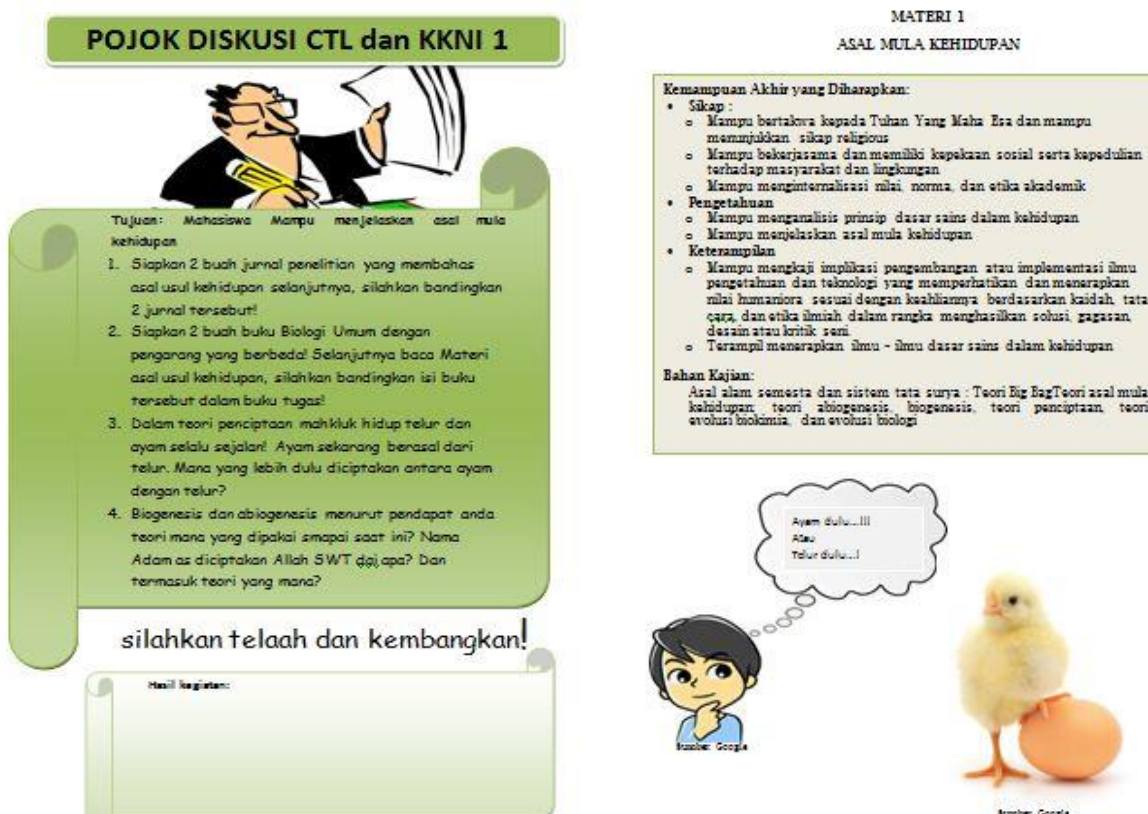 POJOK DISKUSI CTL dan KKNI 1
Tujuan: Mahasiswa Mampu menjelaskan asal mula
kehidupan
1. Siapkan 2 buah jurnal penelitian yang membahas
asal usul kehidupan selanjutnya, silahkan bandingkan
2 jurnal tersebut!
2. Siapkan 2 buah buku Biologi Umum dengan
pengarang yang berbeda! Selanjutnya baca Materi
asal usul kehidupan, silahkan bandingkan isi buku
tersebut dalam buku tugas!
3. Dalam teori penciptaan mahkluk hidup telur dan
ayam selalu sejalan! Ayam sekarang berasal dari
telur. Mana yang lebih dulu diciptakan antara ayam
dengan telur?
4. Biogenesis dan abiogenesis menurut pendapat anda
teori mana yang dipakai smapai saat ini? Nama
Adam as diciptakan Allah SWT dpi apa? Dan
termasuk teori yang mana?
silahkan telaah dan kembangkan!
Hasil kegiatan:
MATERI 1
ASAL MULA KEHIDUPAN
Kemampuan Akhir yang Diharapkan:
• Sikap :
o Mampu bertakwa kepada Tuhan Yang Maha Esa dan mampu
menunjukkan sikap religious
o Mampu bekerjasama dan memiliki kepekaan sosial serta kepedulian
terhadap masyarakat dan lingkungan
o Mampu menginternalisasi nilai, norma, dan etika akademik
• Pengetahuan
o Mampu menganalisis prinsip dasar sains dalam kehidupan
o Mampu menjelaskan asal mula kehidupan
• Keterampilan
o Mampu mengkaji implikasi pengembangan atau implementasi ilmu
pengetahuan dan teknologi yang memperhatikan dan menerapkan
nilai humaniora sesuai dengan keahliannya berdasarkan kaidah, tata
cara, dan etika ilmiah dalam rangka menghasilkan solusi, gagasan,
desain atau kritik seni.
o Terampil menerapkan ilmu – ilmu dasar sains dalam kehidupan
Bahan Kajian:
Asal alam semesta dan sistem tata surya : Teori Big BagTeori asal mula
kehidupan: teori abiogenesis, biogenesis, teori penciptaan, teori
evolusi biokimia, dan evolusi biologi
Ayam dulu...!!!
Atau
Telur dulu...!
Sumber: Google
Sumber: Google